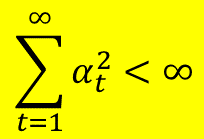 ∞
∑ α_t^2 < ∞
t=1